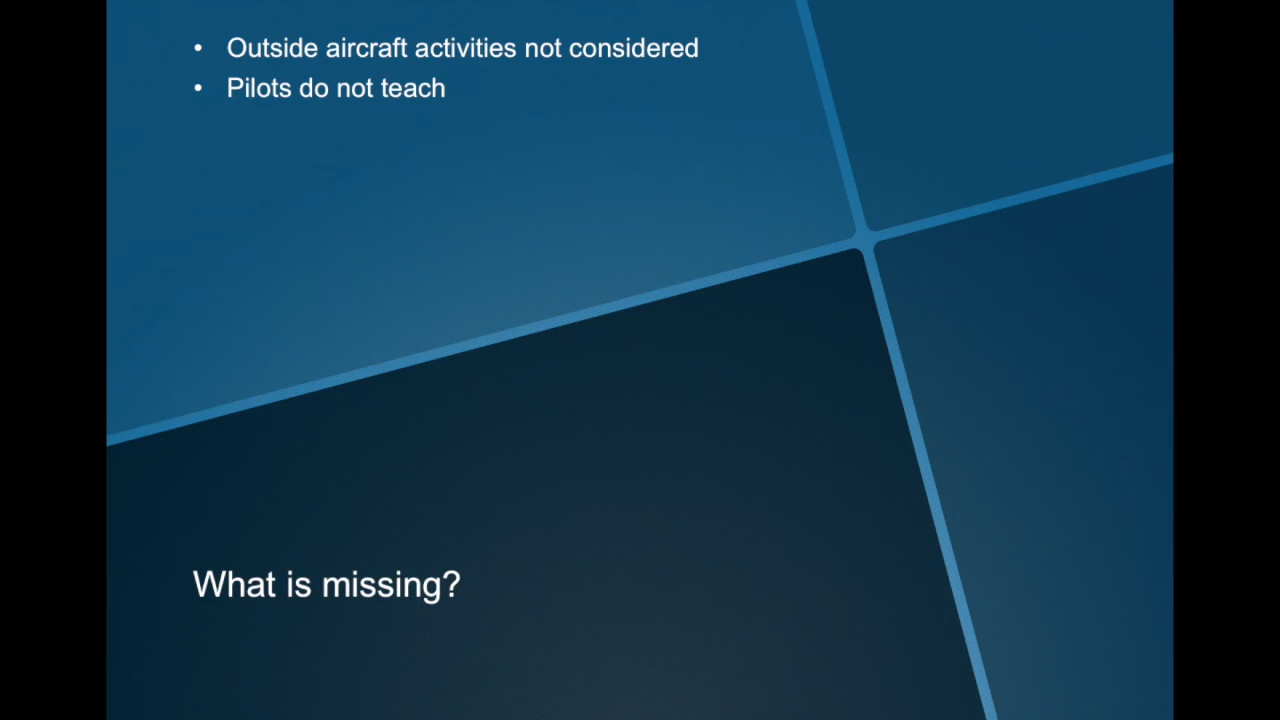 • Outside aircraft activities not considered
• Pilots do not teach
What is missing?